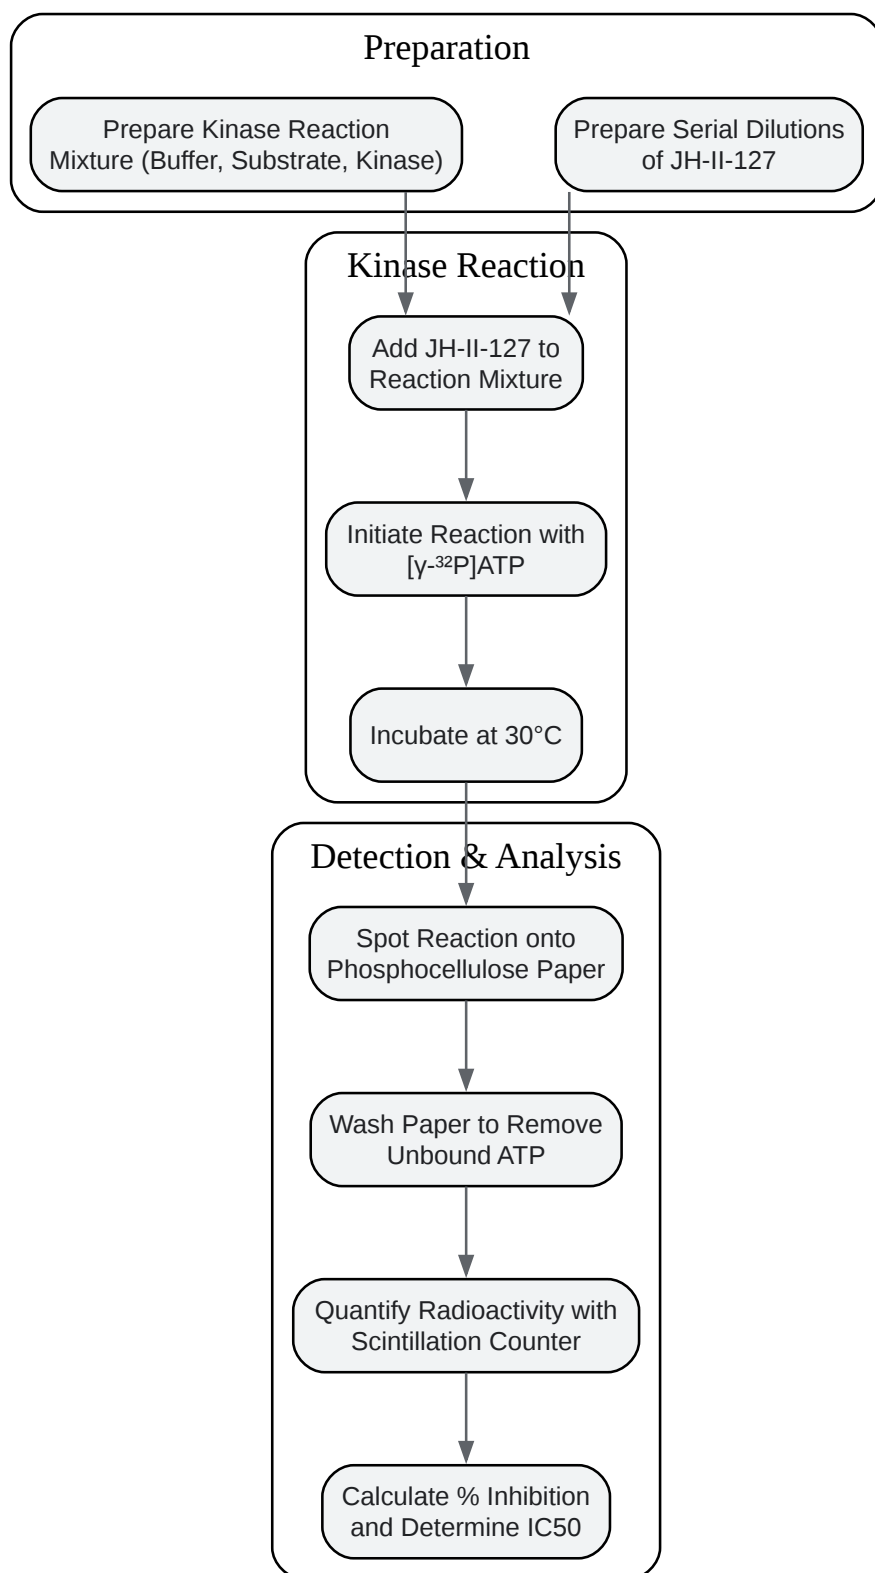 Preparation
Prepare Kinase Reaction
Mixture (Buffer, Substrate, Kinase)
Prepare Serial Dilutions
of JH-II-127
Kinase Reaction
Add JH-II-127 to
Reaction Mixture
Initiate Reaction with
[γ-³²P]ATP
Incubate at 30°C
Detection & Analysis
Spot Reaction onto
Phosphocellulose Paper
Wash Paper to Remove
Unbound ATP
Quantify Radioactivity with
Scintillation Counter
Calculate % Inhibition
and Determine IC50